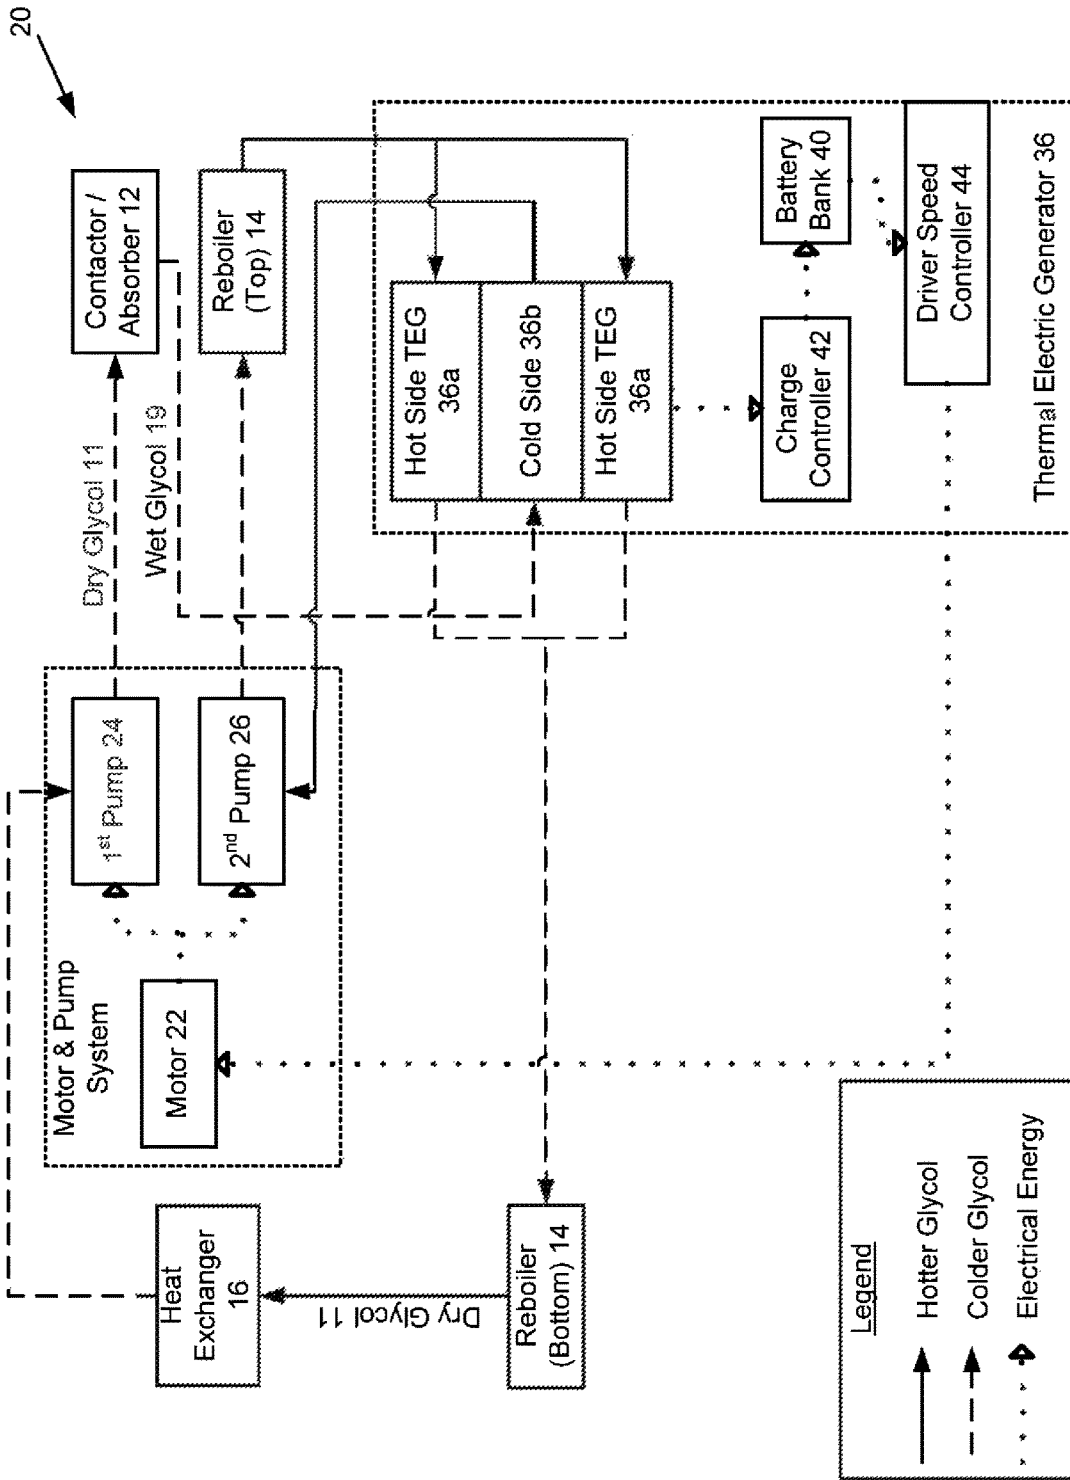 20
Motor & Pump
System
Motor 22
1st Pump 24
2nd Pump 26
Dry Glycol 11
Wet Glycol 19
Contactor /
Absorber 12
Reboiler
(Top) 14
Heat
Exchanger
16
Dry Glycol 11
Reboiler
(Bottom) 14
Hot Side TEG
36a
Cold Side 36b
Hot Side TEG
36a
Charge
Controller 42
Battery
Bank 40
Driver Speed
Controller 44
Thermal Electric Generator 36
Legend
Hotter Glycol
Colder Glycol
Electrical Energy